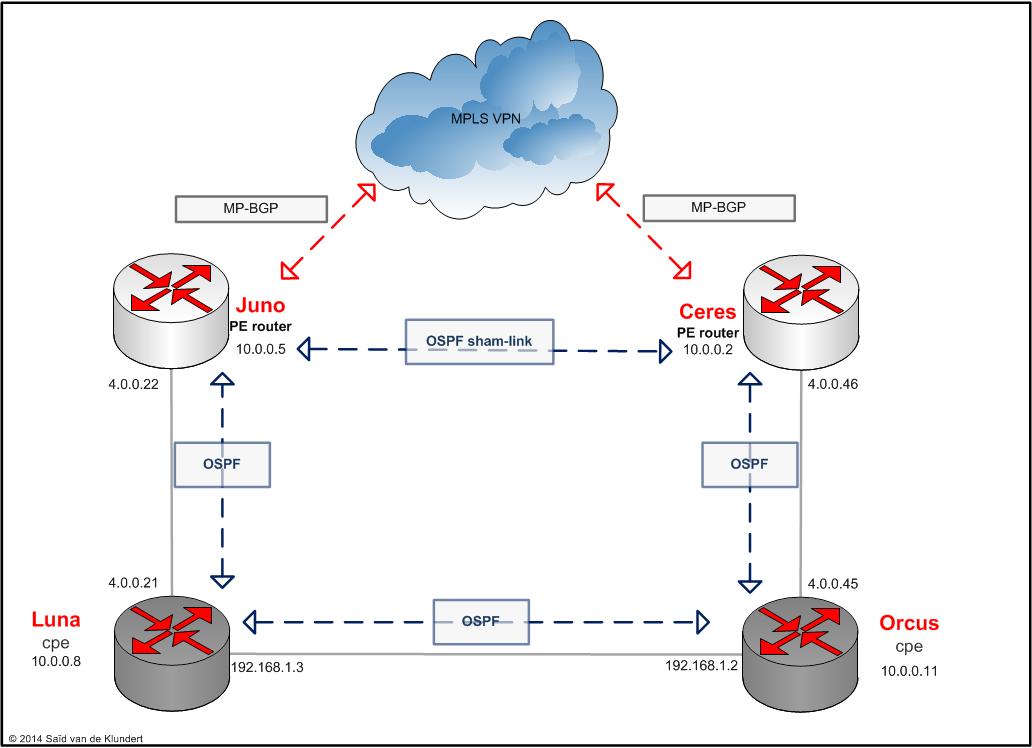 MPLS VPN
MP-BGP
MP-BGP
Juno
PE router
10.0.0.5
Ceres
PE router
10.0.0.2
OSPF sham-link
4.0.0.22
4.0.0.46
OSPF
OSPF
4.0.0.21
4.0.0.45
Luna
cpe
10.0.0.8
OSPF
Orcus
cpe
10.0.0.11
192.168.1.3
192.168.1.2
© 2014 Saïd van de Klundert